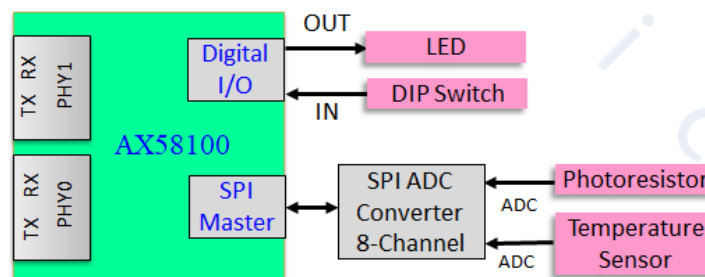 OUT
LED
Digital
I/O
DIP Switch
IN
TX RX
PHY1
AX58100
TX RX
PHY0
SPI
Master
SPI ADC
Converter
8-Channel
Photoresistor
ADC
Temperature
Sensor
ADC